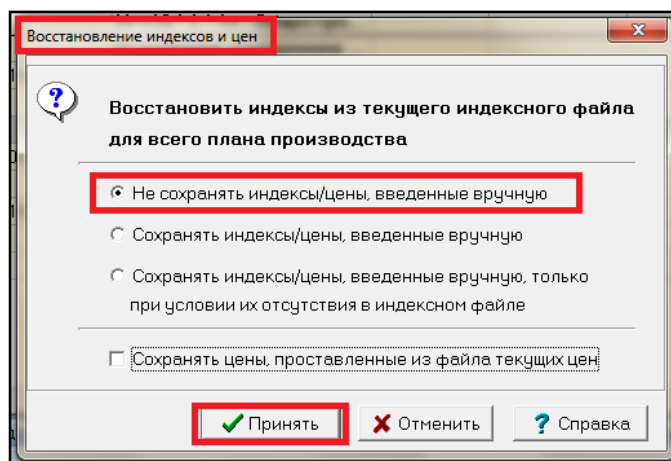 Восстановление индексов и цен
Восстановить индексы из текущего индексного файла
для всего плана производства
Не сохранять индексы/цены, введенные вручную
Сохранять индексы/цены, введенные вручную
Сохранять индексы/цены, введенные вручную, только
при условии их отсутствия в индексном файле
Сохранять цены, проставленные из файла текущих цен
Принять
Отменить
? Справка